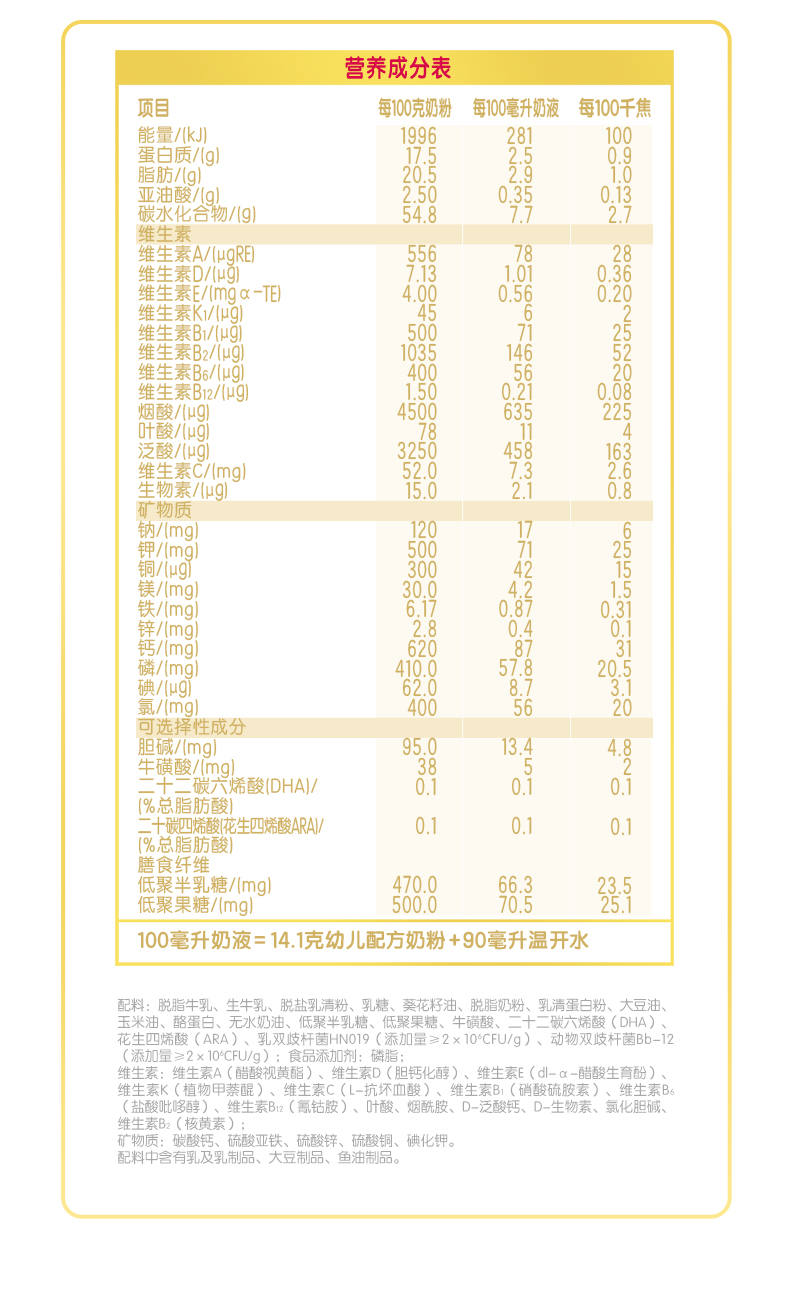 营养成分表
项目 每100克奶粉 每100毫升奶液 每100千焦
能量/(kJ) 1996 281 100
蛋白质/(g) 17.5 2.5 0.9
脂肪/(g) 20.5 2.9 1.0
亚油酸/(g) 2.50 0.35 0.13
碳水化合物/(g) 54.8 7.7 2.7
维生素
维生素A/(μgRE) 556 78 28
维生素D/(μg) 7.13 1.01 0.36
维生素E/(mgα-TE) 4.00 0.56 0.20
维生素K₁/(μg) 45 6 2
维生素B₁/(μg) 500 71 25
维生素B₂/(μg) 1035 146 52
维生素B₆/(μg) 400 56 20
维生素B₁₂/(μg) 1.50 0.21 0.08
烟酸/(μg) 4500 635 225
叶酸/(μg) 78 11 4
泛酸/(μg) 3250 458 163
维生素C/(mg) 52.0 7.3 2.6
生物素/(μg) 15.0 2.1 0.8
矿物质
钠/(mg) 120 17 6
钾/(mg) 500 71 25
铜/(μg) 300 42 15
镁/(mg) 30.0 4.2 1.5
铁/(mg) 6.17 0.87 0.31
锌/(mg) 2.8 0.4 0.1
钙/(mg) 620 87 31
磷/(mg) 410.0 57.8 20.5
碘/(μg) 62.0 8.7 3.1
氯/(mg) 400 56 20
可选择性成分
胆碱/(mg) 95.0 13.4 4.8
牛磺酸/(mg) 38 5 2
二十二碳六烯酸(DHA)/ 0.1 0.1 0.1
(%总脂肪酸)
二十碳四烯酸(花生四烯酸ARA)/ 0.1 0.1 0.1
(%总脂肪酸)
膳食纤维
低聚半乳糖/(mg) 470.0 66.3 23.5
低聚果糖/(mg) 500.0 70.5 25.1
100毫升奶液=14.1克幼儿配方奶粉+90毫升温开水
配料：脱脂牛乳、生牛乳、脱盐乳清粉、乳糖、葵花籽油、脱脂奶粉、乳清蛋白粉、大豆油、
玉米油、酪蛋白、无水奶油、低聚半乳糖、低聚果糖、牛磺酸、二十二碳六烯酸（DHA）、
花生四烯酸（ARA）、乳双歧杆菌HN019（添加量≥2×10⁶CFU/g）、动物双歧杆菌Bb-12
（添加量≥2×10⁶CFU/g）；食品添加剂：磷脂；
维生素：维生素A（醋酸视黄酯）、维生素D（胆钙化醇）、维生素E（dl-α-醋酸生育酚）、
维生素K（植物甲萘醌）、维生素C（L-抗坏血酸）、维生素B₁（硝酸硫胺素）、维生素B₆
（盐酸吡哆醇）、维生素B₁₂（氰钴胺）、叶酸、烟酰胺、D-泛酸钙、D-生物素、氯化胆碱、
维生素B₂（核黄素）；
矿物质：碳酸钙、硫酸亚铁、硫酸锌、硫酸铜、碘化钾。
配料中含有乳及乳制品、大豆制品、鱼油制品。